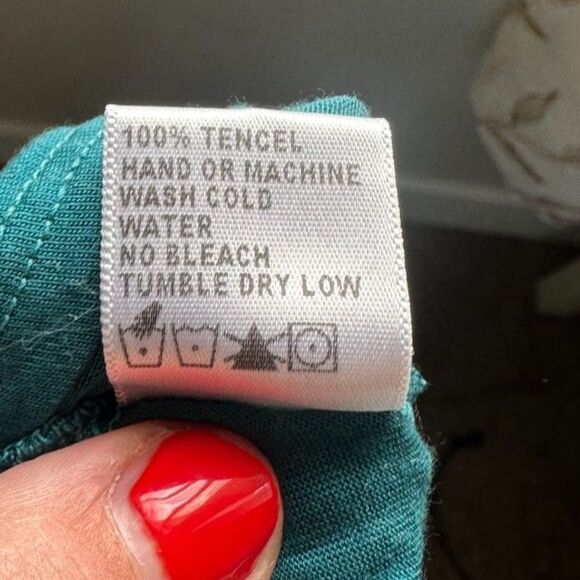 100% TENCEL
HAND OR MACHINE
WASH COLD
WATER
NO BLEACH
TUMBLE DRY LOW